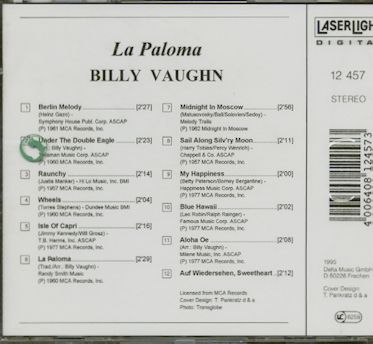 La Paloma
BILLY VAUGHN
1 Berlin Melody [2'27]
(Heinz Gaze) -
Symphony House Publ. Corp. ASCAP
(P) 1961 MCA Records, Inc.
Under The Double Eagle [2'23]
Billy Vaughn) -
Music Corp. ASCAP
(P) 1960 MCA Records, Inc.
3 Raunchy [2'14]
(Justis Manker) - Hi Lo Music, Inc. BMI
(P) 1957 MCA Records, Inc.
4 Wheels [2'04]
(Torres Stephens) - Dundee Music BMI
(P) 1960 MCA Records, Inc.
5 Isle Of Capri [2'16]
(Jimmy Kennedy/Will Grosz) -
T.B. Harms, Inc. ASCAP
(P) 1977 MCA Records, Inc.
6 La Paloma [2'29]
(Trad./Arr.: Billy Vaughn) -
Randy Smith Music
(P) 1960 MCA Records, Inc.
7 Midnight In Moscow [2'56]
(Matusovosky/Ball/Soloviev/Sedoy) -
Melody Trails
(P) 1962 Midnight In Moscow
8 Sail Along Silv'ry Moon [2'11]
(Harry Tobias/Percy Wenrich) -
Chappell & Co. ASCAP
(P) 1957 MCA Records, Inc.
9 My Happiness [2'00]
(Betty Peterson/Borney Bergantine) -
Happiness Music Corp. ASCAP
(P) 1977 MCA Records, Inc.
10 Blue Hawaii [2'02]
(Leo Robin/Ralph Rainger) -
Famous Music Corp. ASCAP
(P) 1977 MCA Records, Inc.
11 Aloha Oe [2'08]
(Arr.: Billy Vaughn) -
Milene Music, Inc. ASCAP
(P) 1977 MCA Records, Inc.
12 Auf Wiedersehen, Sweetheart [2'12]
Licensed from MCA Records
Cover Design: T. Pankratz d & a
Photo: Transglobe
LASERLIGH
DIGITA
12 457
STEREO
4 006408 124573
1995
Delta Music GmbH
D-50226 Frechen
Cover Design:
T. Pankratz d & a